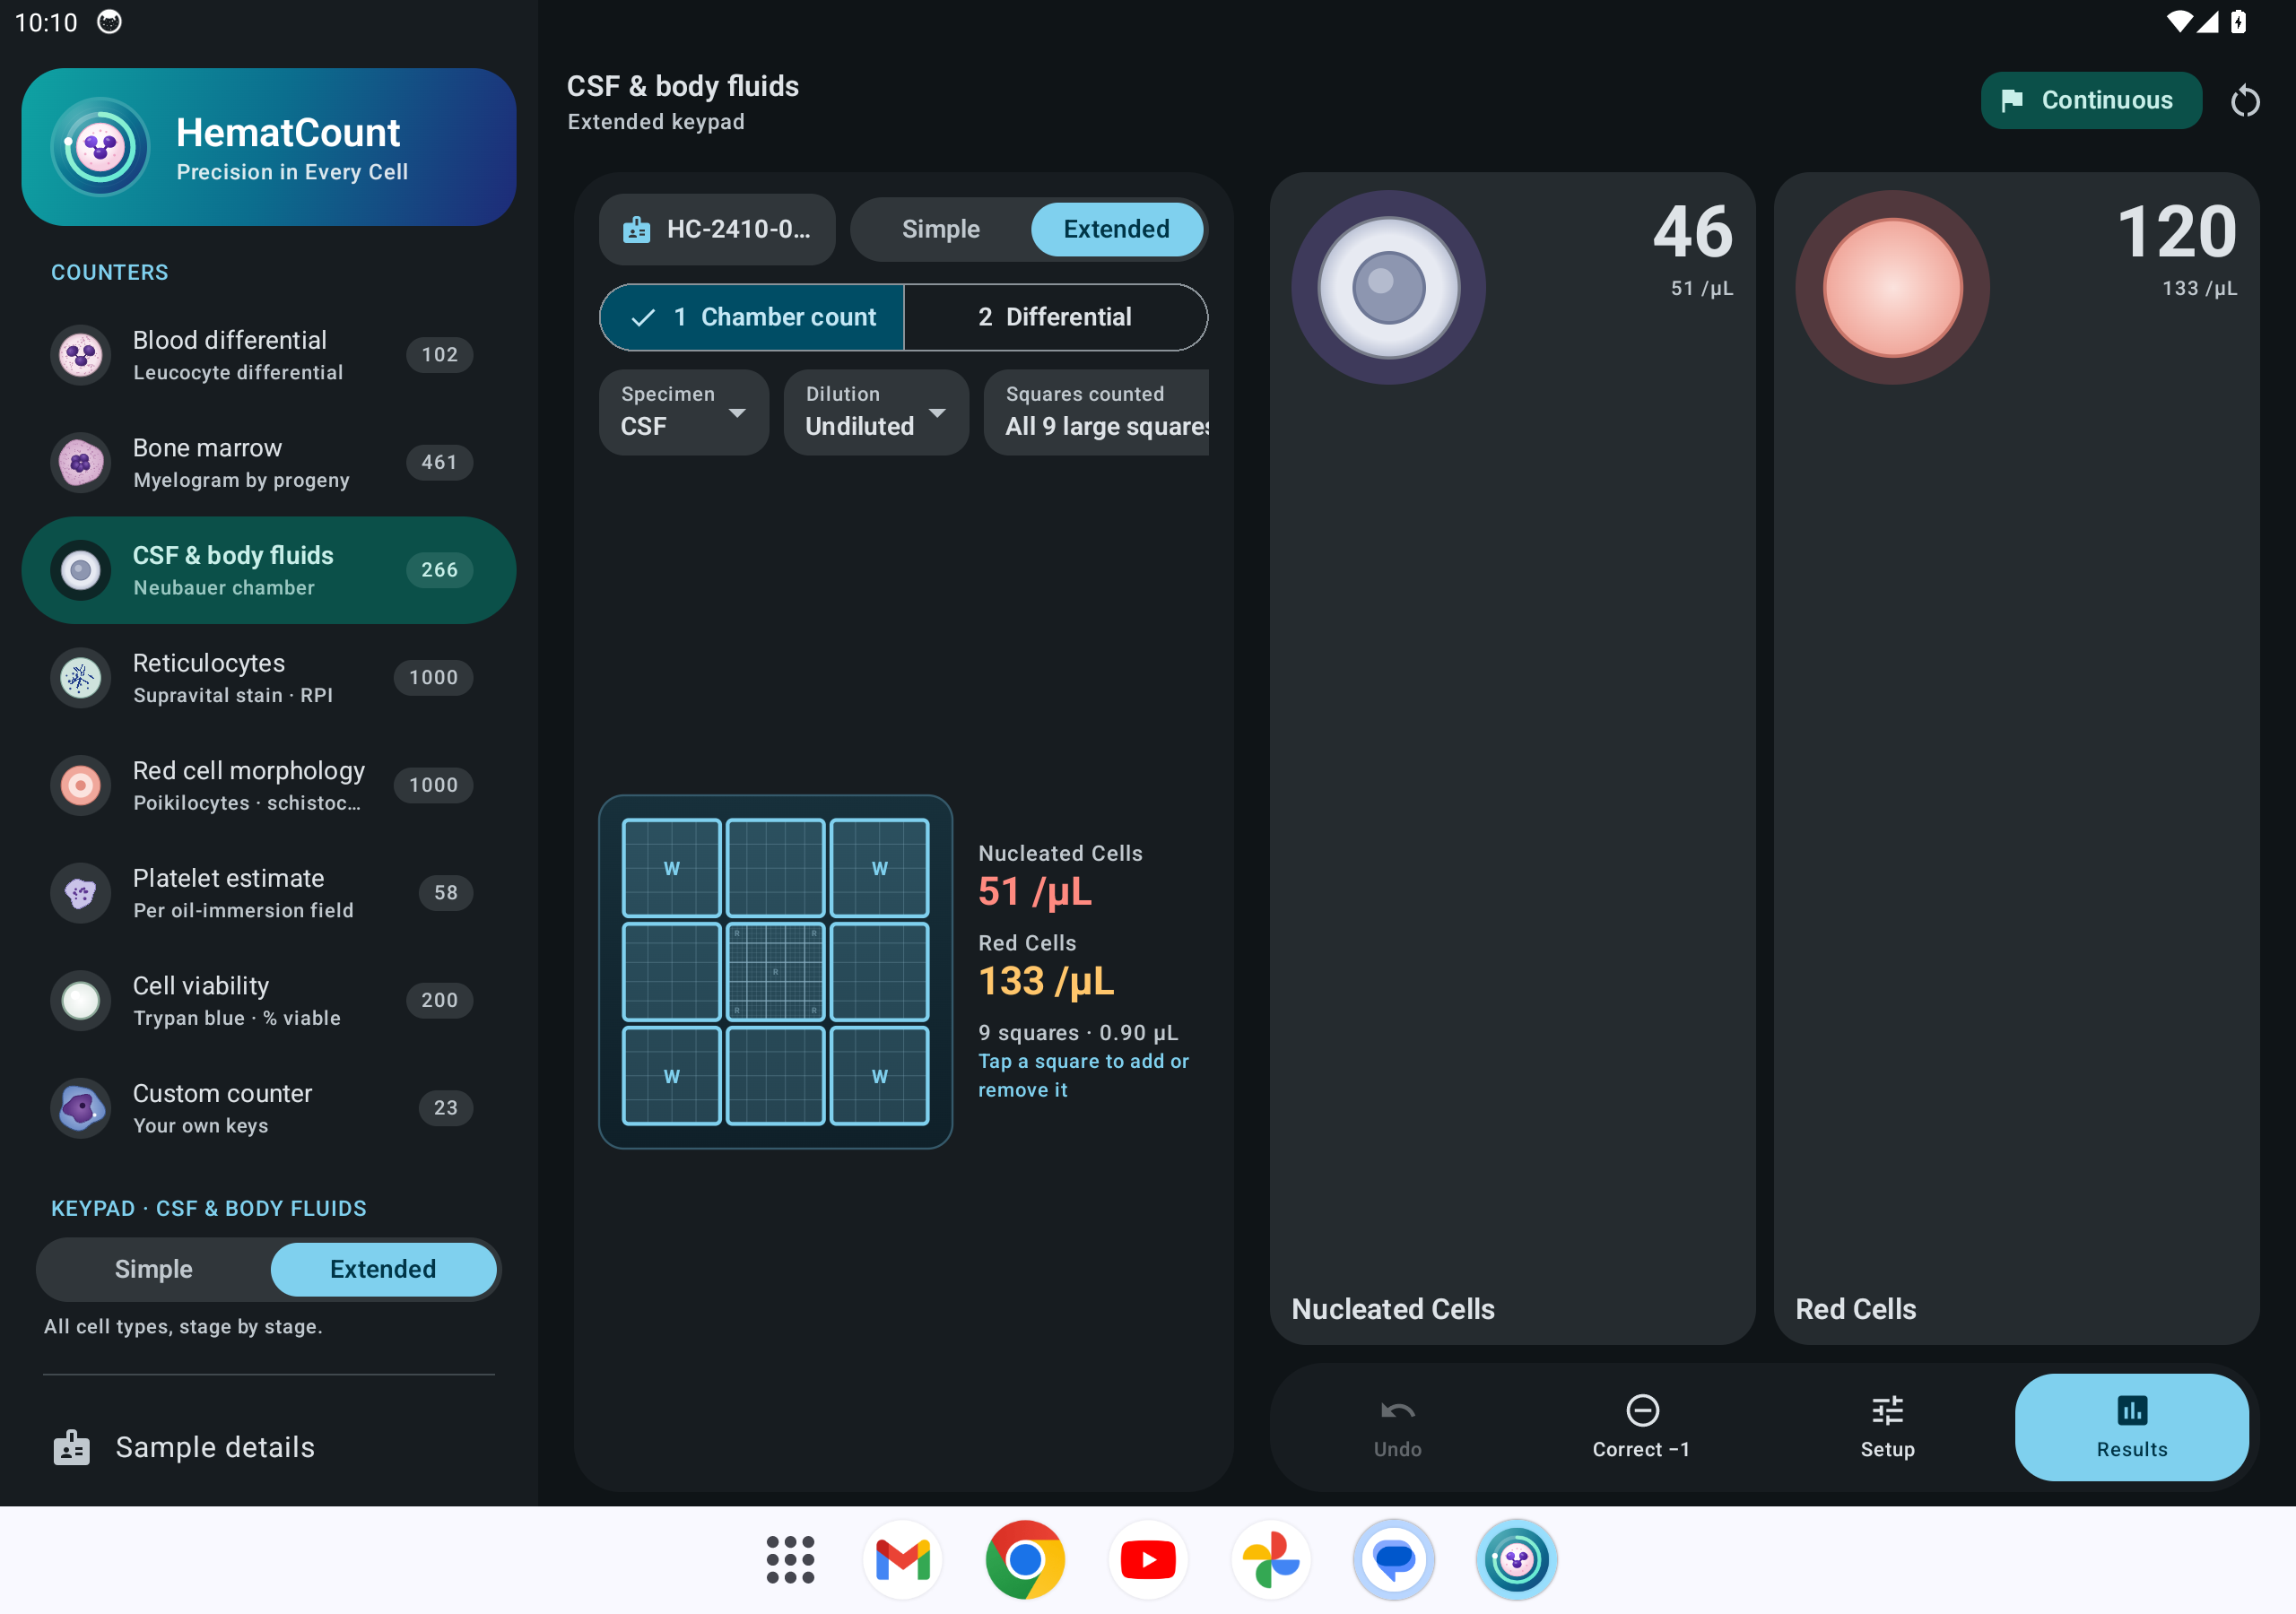 10:10
HematCount
Precision in Every Cell
COUNTERS
Blood differential
Leucocyte differential
102
Bone marrow
Myelogram by progeny
461
CSF & body fluids
Neubauer chamber
266
Reticulocytes
Supravital stain · RPI
1000
Red cell morphology
Poikilocytes · schistoc…
1000
Platelet estimate
Per oil-immersion field
58
Cell viability
Trypan blue · % viable
200
Custom counter
Your own keys
23
KEYPAD · CSF & BODY FLUIDS
Simple
Extended
All cell types, stage by stage.
Sample details
CSF & body fluids
Extended keypad
Continuous
HC-2410-0…
Simple
Extended
1 Chamber count
2 Differential
Specimen
CSF
Dilution
Undiluted
Squares counted
All 9 large squares
W
W
R
R
R
R
R
W
W
Nucleated Cells
51 /µL
Red Cells
133 /µL
9 squares · 0.90 µL
Tap a square to add or
remove it
46
51 /µL
Nucleated Cells
120
133 /µL
Red Cells
Undo
Correct −1
Setup
Results